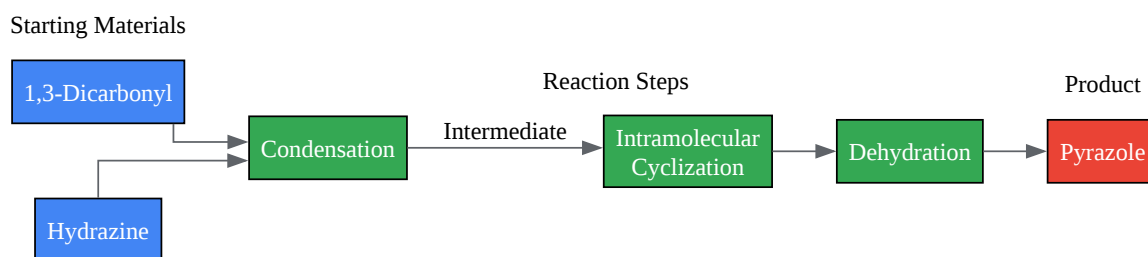 Starting Materials
1,3-Dicarbonyl
Reaction Steps
Product
Condensation
Intermediate
Intramolecular
Cyclization
Dehydration
Pyrazole
Hydrazine